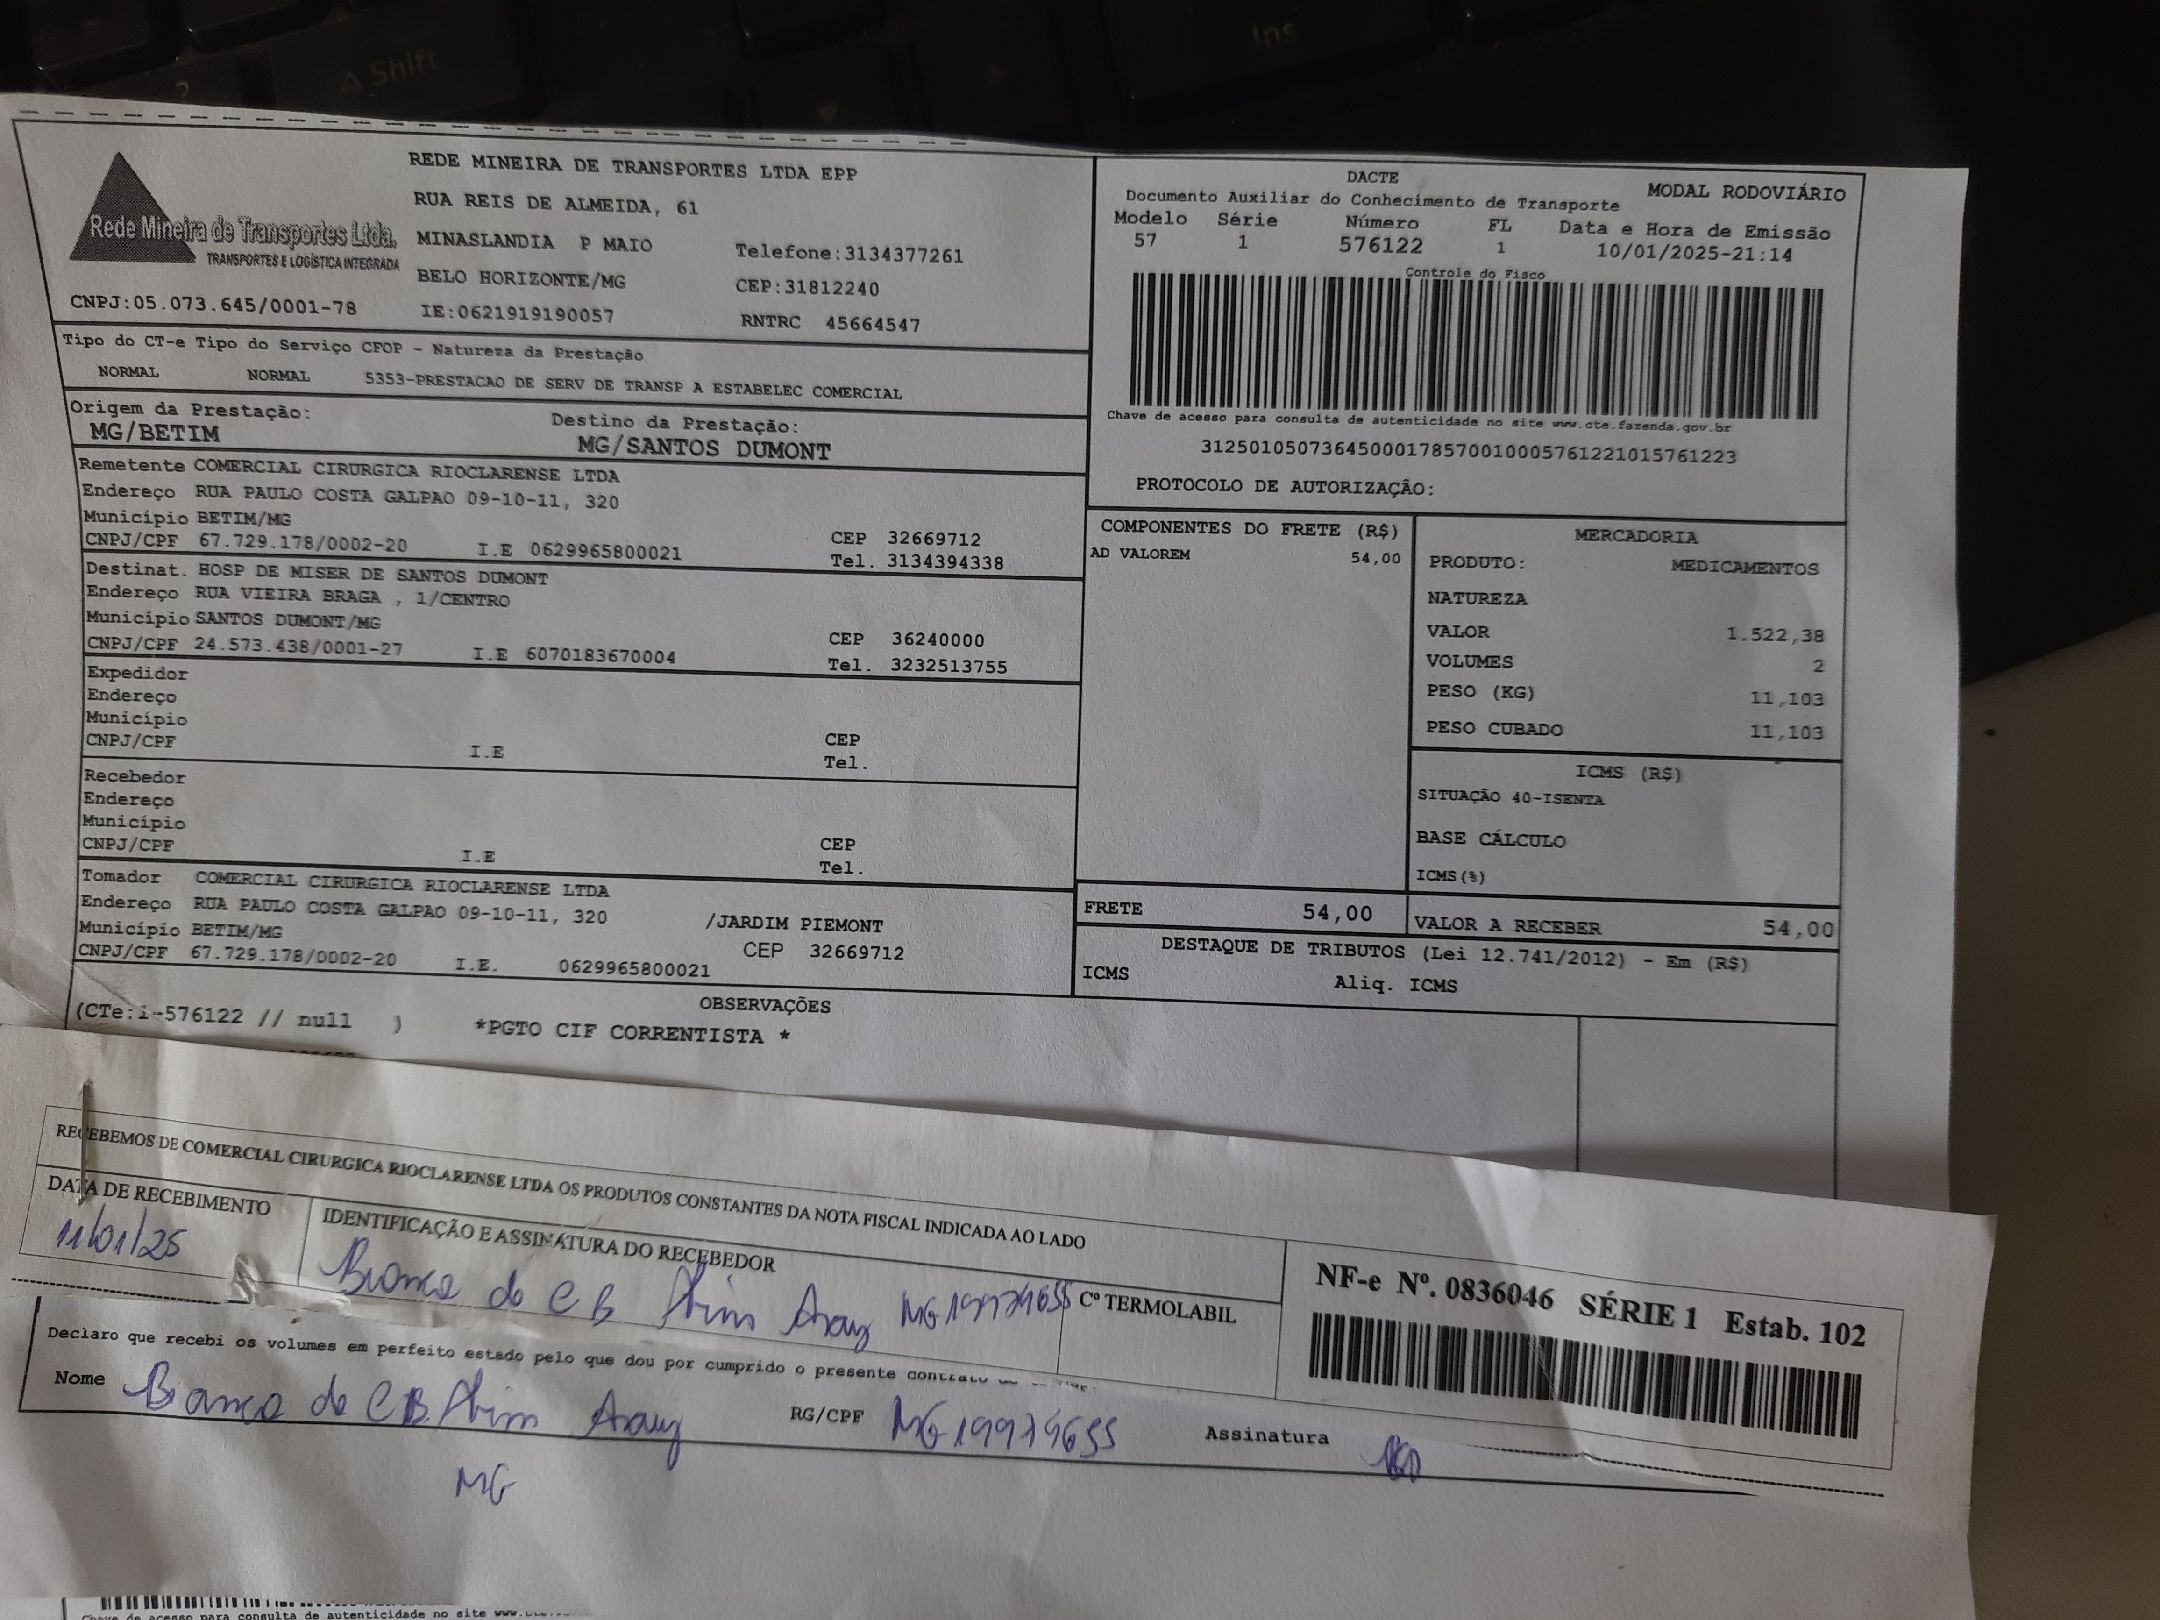 Shift
Ins
Rede Mineira de Transportes Ltda.
TRANSPORTES E LOGÍSTICA INTEGRADA
CNPJ:05.073.645/0001-78
REDE MINEIRA DE TRANSPORTES LTDA EPP
RUA REIS DE ALMEIDA, 61
MINASLANDIA P MAIO Telefone:3134377261
BELO HORIZONTE/MG CEP:31812240
IE:0621919190057 RNTRC 45664547
DACTE MODAL RODOVIÁRIO
Documento Auxiliar do Conhecimento de Transporte
Modelo Série Número FL Data e Hora de Emissão
57 1 576122 1 10/01/2025-21:14
Controle do Fisco
Chave de acesso para consulta de autenticidade no site www.cte.fazenda.gov.br
31250105073645000178570010005761221015761223
PROTOCOLO DE AUTORIZAÇÃO:
Tipo do CT-e Tipo do Serviço CFOP - Natureza da Prestação
NORMAL NORMAL 5353-PRESTACAO DE SERV DE TRANSP A ESTABELEC COMERCIAL
Origem da Prestação: Destino da Prestação:
MG/BETIM MG/SANTOS DUMONT
Remetente COMERCIAL CIRURGICA RIOCLARENSE LTDA
Endereço RUA PAULO COSTA GALPAO 09-10-11, 320
Município BETIM/MG CEP 32669712
CNPJ/CPF 67.729.178/0002-20 I.E 0629965800021 Tel. 3134394338
Destinat. HOSP DE MISER DE SANTOS DUMONT
Endereço RUA VIEIRA BRAGA , 1/CENTRO
Município SANTOS DUMONT/MG CEP 36240000
CNPJ/CPF 24.573.438/0001-27 I.E 6070183670004 Tel. 3232513755
Expedidor
Endereço
Município CEP
CNPJ/CPF I.E Tel.
Recebedor
Endereço
Município CEP
CNPJ/CPF I.E Tel.
Tomador COMERCIAL CIRURGICA RIOCLARENSE LTDA
Endereço RUA PAULO COSTA GALPAO 09-10-11, 320 /JARDIM PIEMONT
Município BETIM/MG CEP 32669712
CNPJ/CPF 67.729.178/0002-20 I.E. 0629965800021
COMPONENTES DO FRETE (R$)
AD VALOREM 54,00
MERCADORIA
PRODUTO: MEDICAMENTOS
NATUREZA
VALOR 1.522,38
VOLUMES 2
PESO (KG) 11,103
PESO CUBADO 11,103
ICMS (R$)
SITUAÇÃO 40-ISENTA
BASE CÁLCULO
ICMS(%)
FRETE 54,00 VALOR A RECEBER 54,00
DESTAQUE DE TRIBUTOS (Lei 12.741/2012) - Em (R$)
ICMS Aliq. ICMS
OBSERVAÇÕES
(CTe:i-576122 // null ) *PGTO CIF CORRENTISTA *
RECEBEMOS DE COMERCIAL CIRURGICA RIOCLARENSE LTDA OS PRODUTOS CONSTANTES DA NOTA FISCAL INDICADA AO LADO
DATA DE RECEBIMENTO IDENTIFICAÇÃO E ASSINATURA DO RECEBEDOR
11/01/25 Bianca de C B MG19974655 Cº TERMOLABIL
NF-e Nº. 0836046 SÉRIE 1 Estab. 102
Declaro que recebi os volumes em perfeito estado pelo que dou por cumprido o presente contrato
Nome Bianca de C B. RG/CPF MG19974655 Assinatura
MG
Chave de acesso para consulta de autenticidade no site